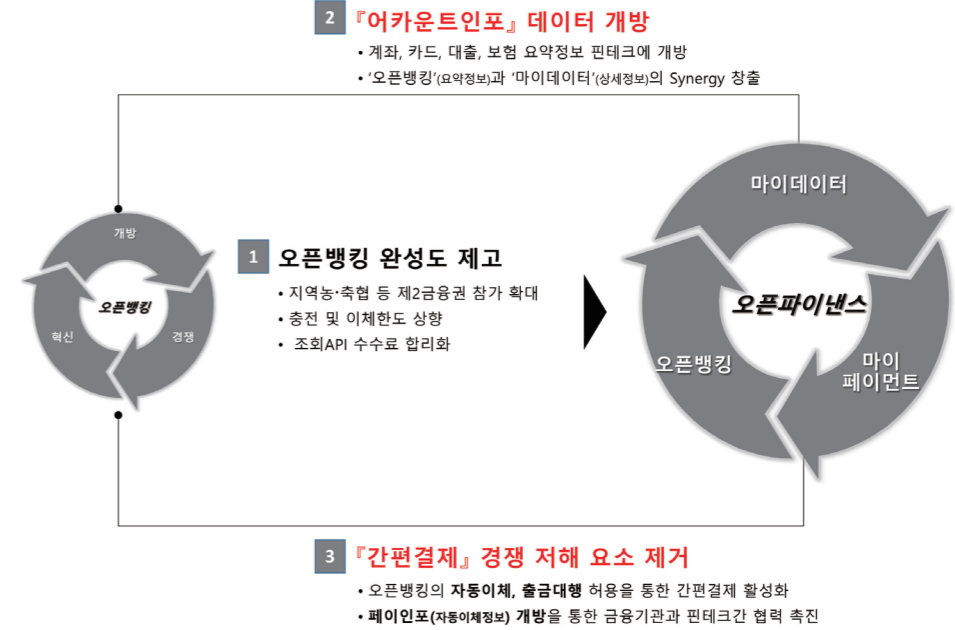 2 『어카운트인포』 데이터 개방
• 계좌, 카드, 대출, 보험 요약정보 핀테크에 개방
• ‘오픈뱅킹’(요약정보)과 ‘마이데이터’(상세정보)의 Synergy 창출
개방
오픈뱅킹
혁신
경쟁
1 오픈뱅킹 완성도 제고
• 지역농·축협 등 제2금융권 참가 확대
• 충전 및 이체한도 상향
• 조회API 수수료 합리화
마이데이터
오픈파이낸스
오픈뱅킹
마이
페이먼트
3 『간편결제』 경쟁 저해 요소 제거
• 오픈뱅킹의 자동이체, 출금대행 허용을 통한 간편결제 활성화
• 페이인포(자동이체정보) 개방을 통한 금융기관과 핀테크간 협력 촉진